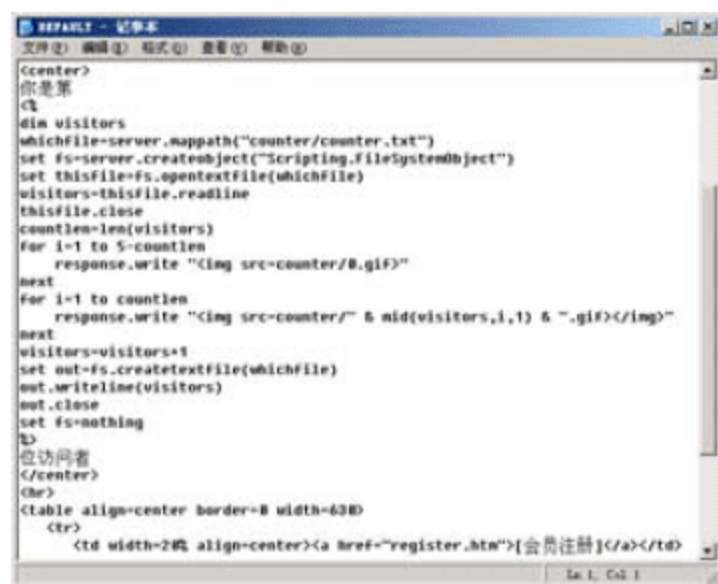 DEFAULT - 记事本
文件(F) 编辑(E) 格式(O) 查看(V) 帮助(H)
<center>
你是第
<%
dim visitors
whichfile=server.mappath("counter/counter.txt")
set fs=server.createobject("Scripting.FileSystemObject")
set thisfile=fs.opentextfile(whichfile)
visitors=thisfile.readline
thisfile.close
countlen=len(visitors)
for i=1 to 5-countlen
response.write "<img src=counter/0.gif>"
next
for i=1 to countlen
response.write "<img src=counter/" & mid(visitors,i,1) & ".gif></img>"
next
visitors=visitors+1
set out=fs.createtextfile(whichfile)
out.writeline(visitors)
out.close
set fs=nothing
%>
位访问者
</center>
<hr>
<table align=center border=0 width=630>
<tr>
<td align=center><a href="register.htm">[会员注册]</a></td>
Ln 1, Col 1